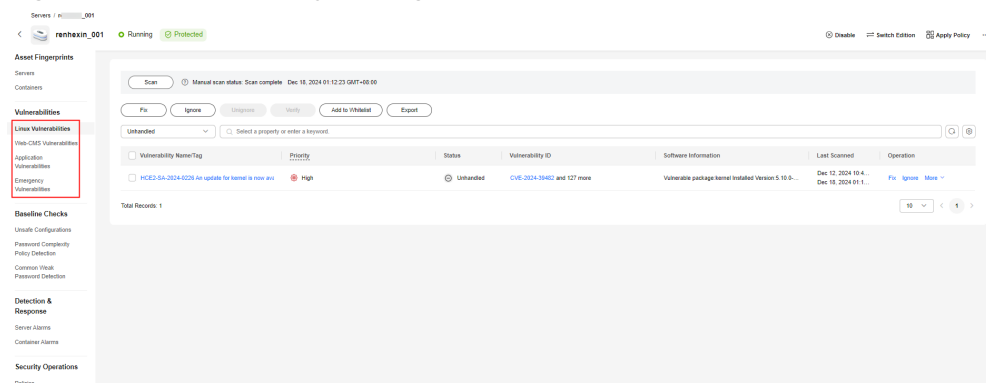 Servers / r _001
renhexin_001 Running Protected Disable Switch Edition Apply Policy
Asset Fingerprints
Servers
Containers
Vulnerabilities
Linux Vulnerabilities
Web-CMS Vulnerabilities
Application
Vulnerabilities
Emergency
Vulnerabilities
Baseline Checks
Unsafe Configurations
Password Complexity
Policy Detection
Common Weak
Password Detection
Detection &
Response
Server Alarms
Container Alarms
Security Operations
Policies
Scan Manual scan status: Scan complete Dec 18, 2024 01:12:23 GMT+08:00
Fix Ignore Unignore Verify Add to Whitelist Export
Unhandled Select a property or enter a keyword.
Vulnerability Name/Tag Priority Status Vulnerability ID Software Information Last Scanned Operation
HCE2-SA-2024-0226 An update for kernel is now avai High Unhandled CVE-2024-39482 and 127 more Vulnerable package:kernel Installed Version 5.10.0-... Dec 12, 2024 10:4... Fix Ignore More
Dec 18, 2024 01:1...
Total Records: 1 10 1